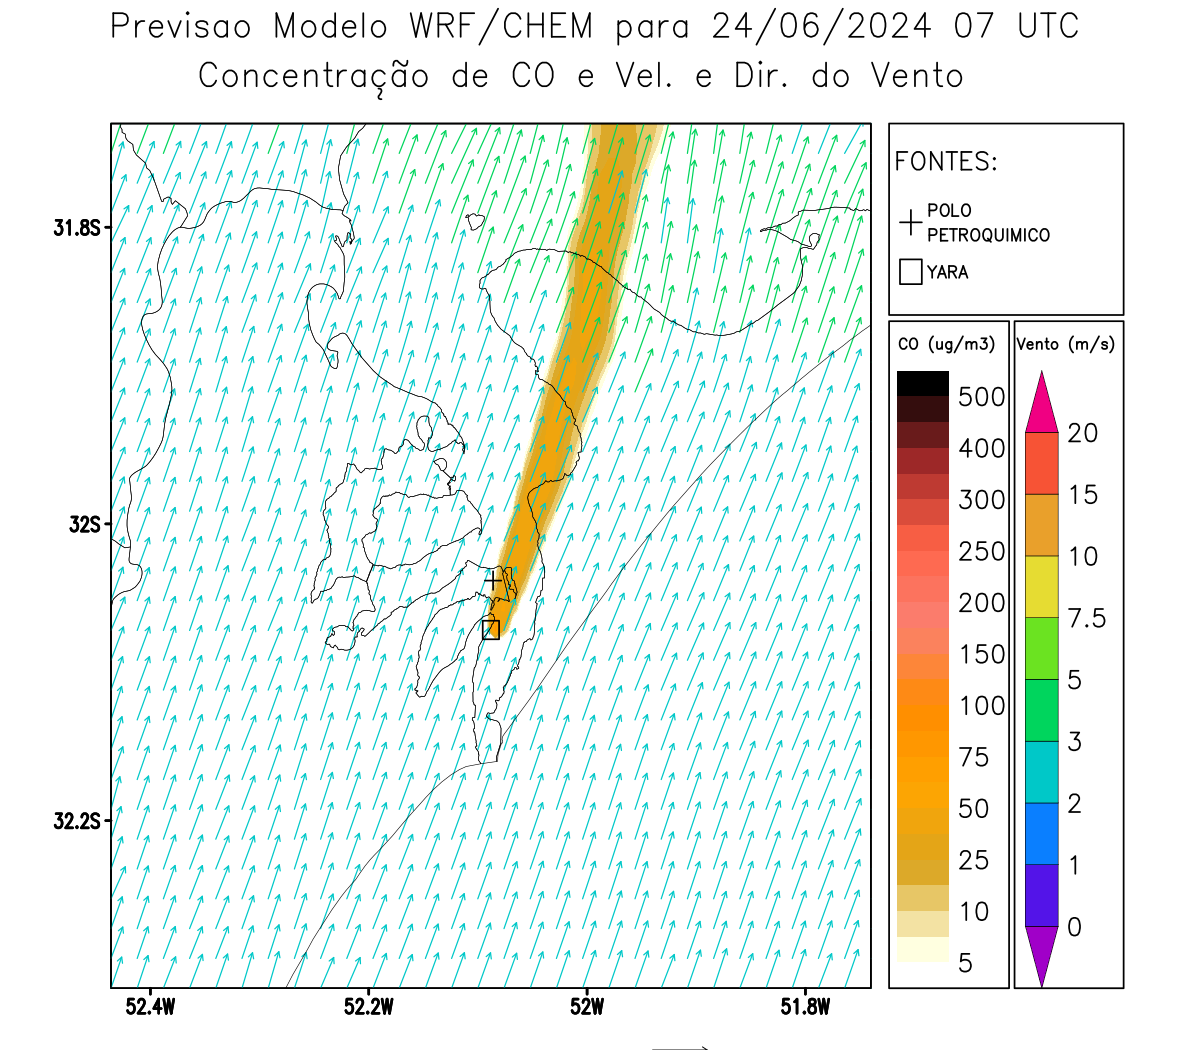 Previsao Modelo WRF/CHEM para 24/06/2024 07 UTC
Concentração de CO e Vel. e Dir. do Vento
FONTES:
POLO
PETROQUIMICO
YARA
CO (ug/m3)
500
400
300
250
200
150
100
75
50
25
10
5
Vento (m/s)
20
15
10
7.5
5
3
2
1
0
31.8S
32S
32.2S
52.4W
52.2W
52W
51.8W